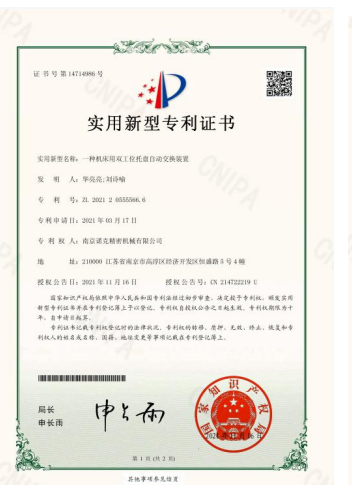 证书号第14714986号
实用新型专利证书
实用新型名称：一种机床用双工位托盘自动交换装置
发 明 人：华亮亮;刘诗喻
专 利 号：ZL 2021 2 0555566.6
专利申请日：2021年03月17日
专 利 权 人：南京诺克精密机械有限公司
地 址：210000 江苏省南京市高淳区经济开发区恒盛路5号4幢
授权公告日：2021年11月16日 授权公告号：CN 214722219 U
国家知识产权局依照中华人民共和国专利法经过初步审查，决定授予专利权，颁发实用
新型专利证书并在专利登记簿上予以登记。专利权自授权公告之日起生效。专利权期限为十
年，自申请日起算。
专利证书记载专利权登记时的法律状况。专利权的转移、质押、无效、终止、恢复和专
利权人的姓名或名称、国籍、地址变更等事项记载在专利登记簿上。
局长
申长雨
申长雨
国家知识产权局
第 1 页 (共 2 页)
其他事项参见续页
CNIPA